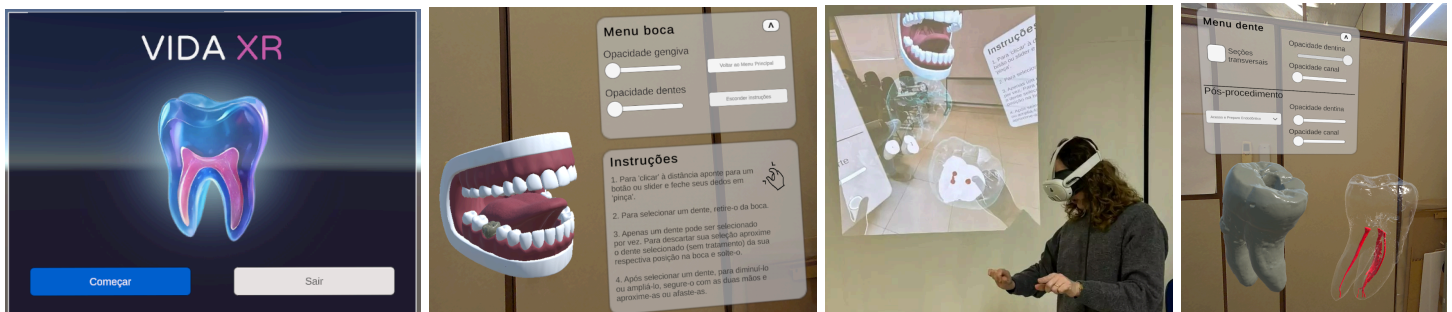 VIDA XR
Começar
Sair
Menu boca
Opacidade gengiva
Opacidade dentes
Voltar ao Menu Principal
Esconder Instruções
Instruções
1. Para 'clicar' à distância aponte para um
botão ou slider e feche seus dedos em
'pinça'.
2. Para selecionar um dente, retire-o da boca.
3. Apenas um dente pode ser selecionado
por vez. Para descartar sua seleção aproxime
o dente selecionado (sem tratamento) da sua
respectiva posição na boca e solte-o.
4. Após selecionar um dente, para diminuí-lo
ou ampliá-lo, segure-o com as duas mãos e
aproxime-as ou afaste-as.
Instruções
Menu dente
Seções
transversais
Opacidade dentina
Opacidade canal
Pós-procedimento
Opacidade dentina
Opacidade canal